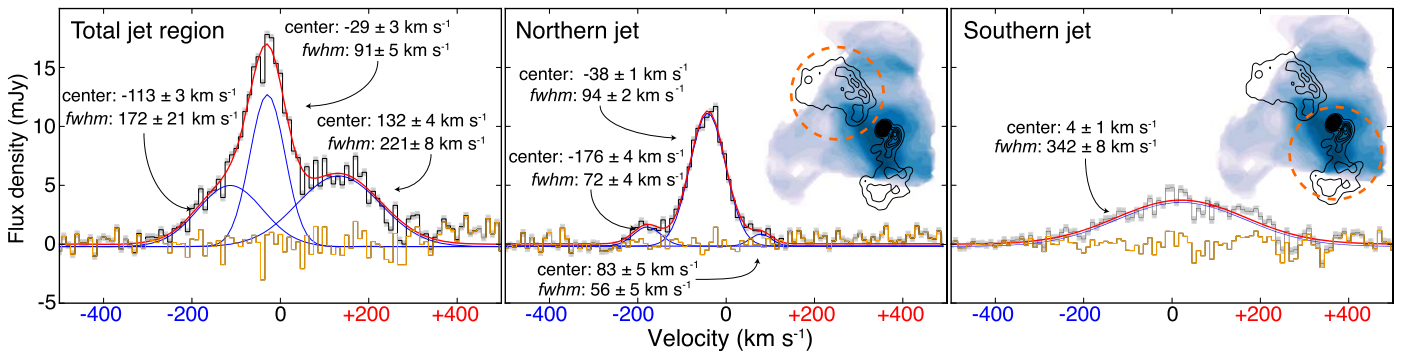 Total jet region
center: -29 ± 3 km s⁻¹
fwhm: 91± 5 km s⁻¹
center: -113 ± 3 km s⁻¹
fwhm: 172 ± 21 km s⁻¹
center: 132 ± 4 km s⁻¹
fwhm: 221± 8 km s⁻¹
Northern jet
center: -38 ± 1 km s⁻¹
fwhm: 94 ± 2 km s⁻¹
center: -176 ± 4 km s⁻¹
fwhm: 72 ± 4 km s⁻¹
center: 83 ± 5 km s⁻¹
fwhm: 56 ± 5 km s⁻¹
Southern jet
center: 4 ± 1 km s⁻¹
fwhm: 342 ± 8 km s⁻¹
Flux density (mJy)
15
10
5
0
-5
-400 -200 0 +200 +400
-400 -200 0 +200 +400
-400 -200 0 +200 +400
Velocity (km s⁻¹)